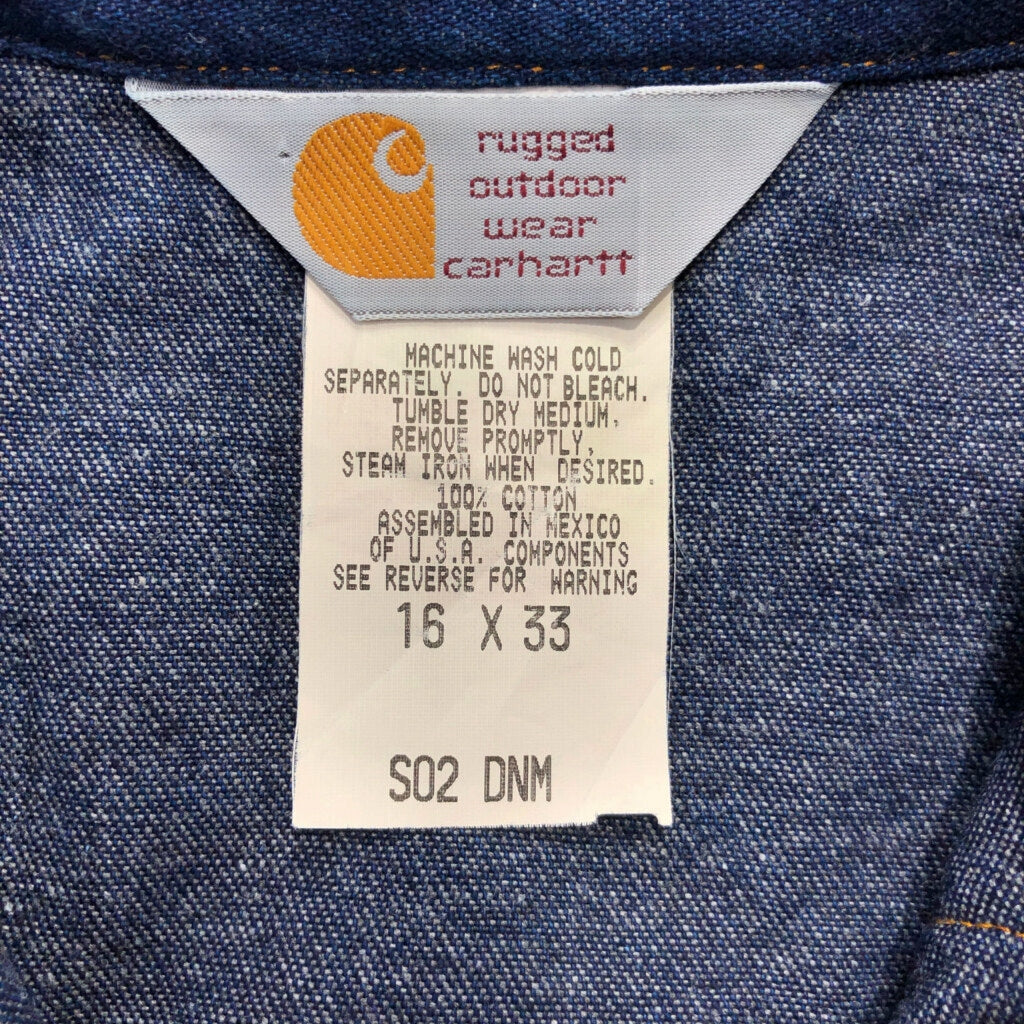 rugged
outdoor
wear
carhartt
MACHINE WASH COLD
SEPARATELY. DO NOT BLEACH.
TUMBLE DRY MEDIUM.
REMOVE PROMPTLY.
STEAM IRON WHEN DESIRED.
100% COTTON
ASSEMBLED IN MEXICO
OF U.S.A. COMPONENTS
SEE REVERSE FOR WARNING
16 X 33
S02 DNM